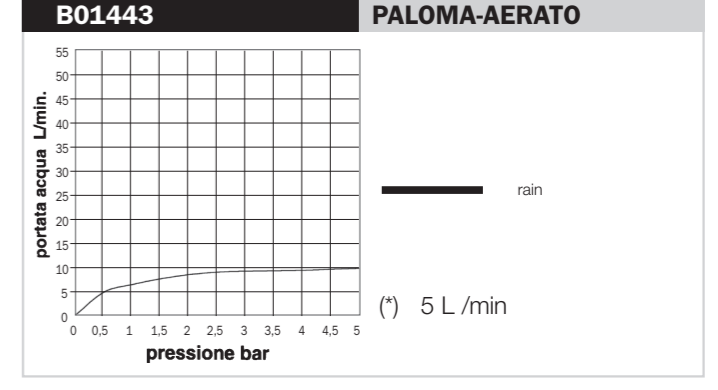 B01443
PALOMA-AERATO
55
50
45
40
35
30
25
20
15
10
5
0
portata acqua L/min.
0 0,5 1 1,5 2 2,5 3 3,5 4 4,5 5
pressione bar
rain
(*) 5 L /min